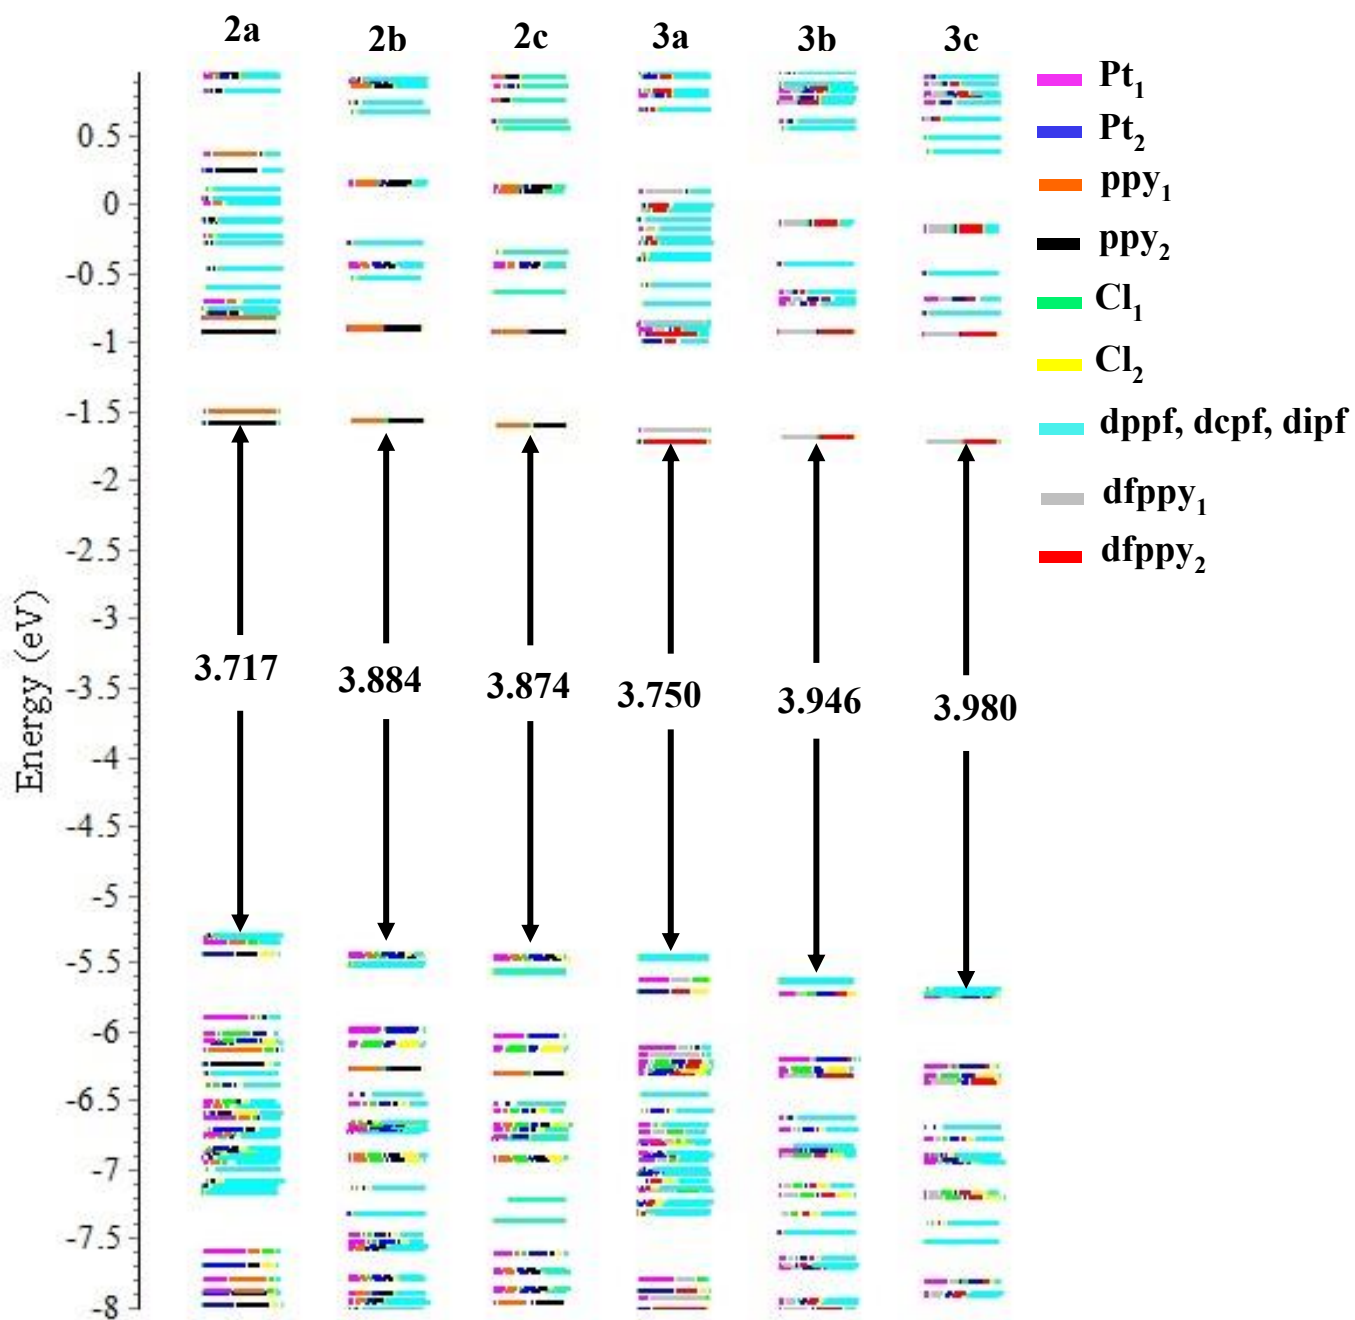 2a 2b 2c 3a 3b 3c
Pt₁
Pt₂
ppy₁
ppy₂
Cl₁
Cl₂
dppf, dcpf, dipf
dfppy₁
dfppy₂
Energy (eV)
0.5
0
-0.5
-1
-1.5
-2
-2.5
-3
-3.5
-4
-4.5
-5
-5.5
-6
-6.5
-7
-7.5
-8
3.717 3.884 3.874 3.750 3.946 3.980